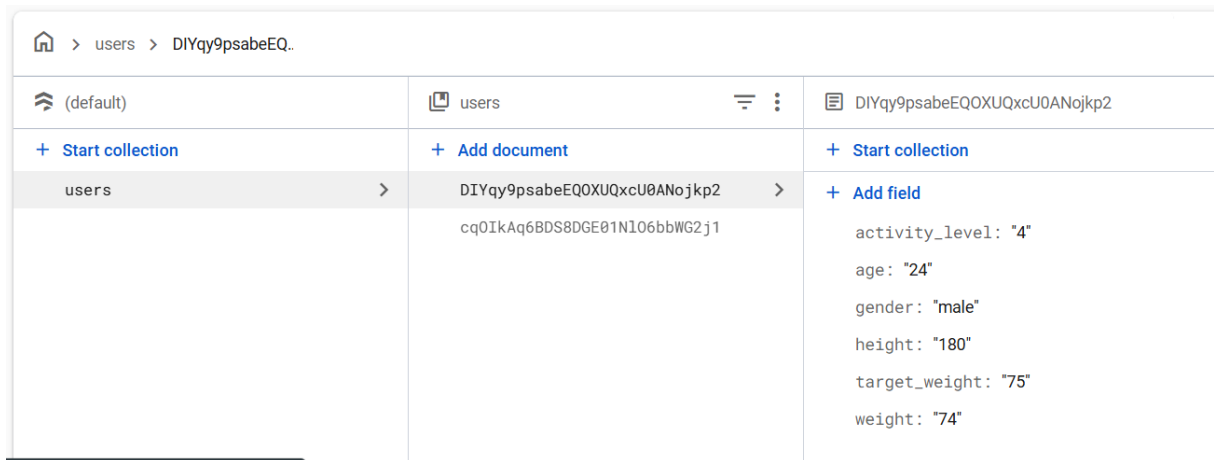 users > DIYqy9psabeEQ..
(default)
+ Start collection
users
users
+ Add document
DIYqy9psabeEQOXUQxcU0ANojkp2
cqOIkAq6BDS8DGE01NlO6bbWG2j1
DIYqy9psabeEQOXUQxcU0ANojkp2
+ Start collection
+ Add field
activity_level: "4"
age: "24"
gender: "male"
height: "180"
target_weight: "75"
weight: "74"